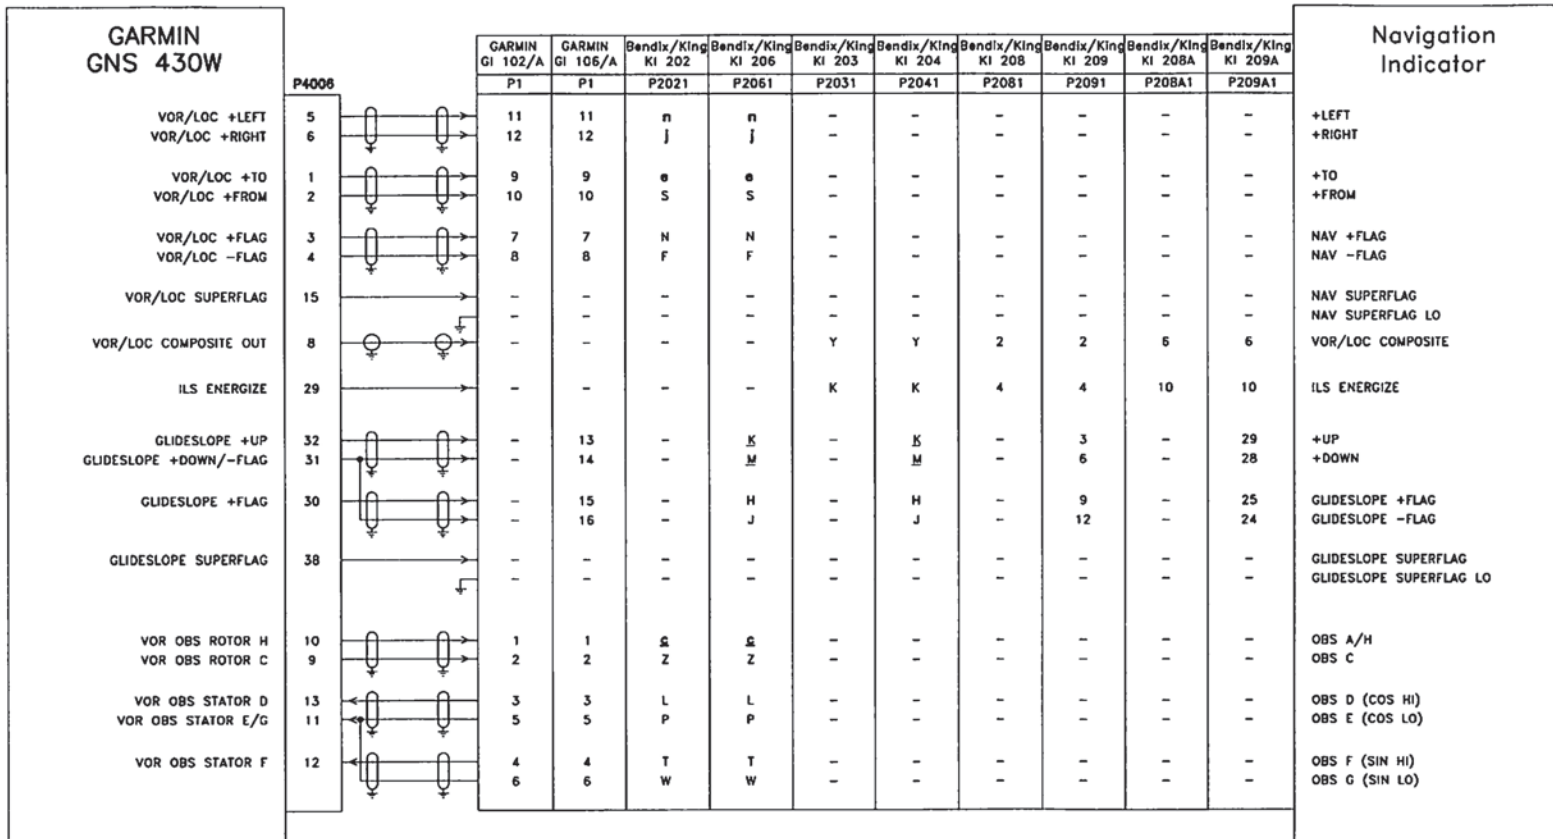 GARMIN
GNS 430W
Navigation
Indicator
GARMIN GARMIN Bendix/King Bendix/King Bendix/King Bendix/King Bendix/King Bendix/King Bendix/King Bendix/King
GI 102/A GI 106/A KI 202 KI 206 KI 203 KI 204 KI 208 KI 209 KI 208A KI 209A
P4006 P1 P1 P2021 P2061 P2031 P2041 P2081 P2091 P208A1 P209A1
VOR/LOC +LEFT 5 11 11 n n - - - - - - +LEFT
VOR/LOC +RIGHT 6 12 12 j j - - - - - - +RIGHT
VOR/LOC +TO 1 9 9 e e - - - - - - +TO
VOR/LOC +FROM 2 10 10 S S - - - - - - +FROM
VOR/LOC +FLAG 3 7 7 N N - - - - - - NAV +FLAG
VOR/LOC -FLAG 4 8 8 F F - - - - - - NAV -FLAG
VOR/LOC SUPERFLAG 15 - - - - - - - - - - NAV SUPERFLAG
- - - - - - - - - - NAV SUPERFLAG LO
VOR/LOC COMPOSITE OUT 8 - - - - Y Y 2 2 6 6 VOR/LOC COMPOSITE
ILS ENERGIZE 29 - - - - K K 4 4 10 10 ILS ENERGIZE
GLIDESLOPE +UP 32 - 13 - K - K - 3 - 29 +UP
GLIDESLOPE +DOWN/-FLAG 31 - 14 - M - M - 6 - 28 +DOWN
GLIDESLOPE +FLAG 30 - 15 - H - H - 9 - 25 GLIDESLOPE +FLAG
- 16 - J - J - 12 - 24 GLIDESLOPE -FLAG
GLIDESLOPE SUPERFLAG 38 - - - - - - - - - - GLIDESLOPE SUPERFLAG
- - - - - - - - - - GLIDESLOPE SUPERFLAG LO
VOR OBS ROTOR H 10 1 1 c c - - - - - - OBS A/H
VOR OBS ROTOR C 9 2 2 Z Z - - - - - - OBS C
VOR OBS STATOR D 13 3 3 L L - - - - - - OBS D (COS HI)
VOR OBS STATOR E/G 11 5 5 P P - - - - - - OBS E (COS LO)
VOR OBS STATOR F 12 4 4 T T - - - - - - OBS F (SIN HI)
6 6 W W - - - - - - OBS G (SIN LO)